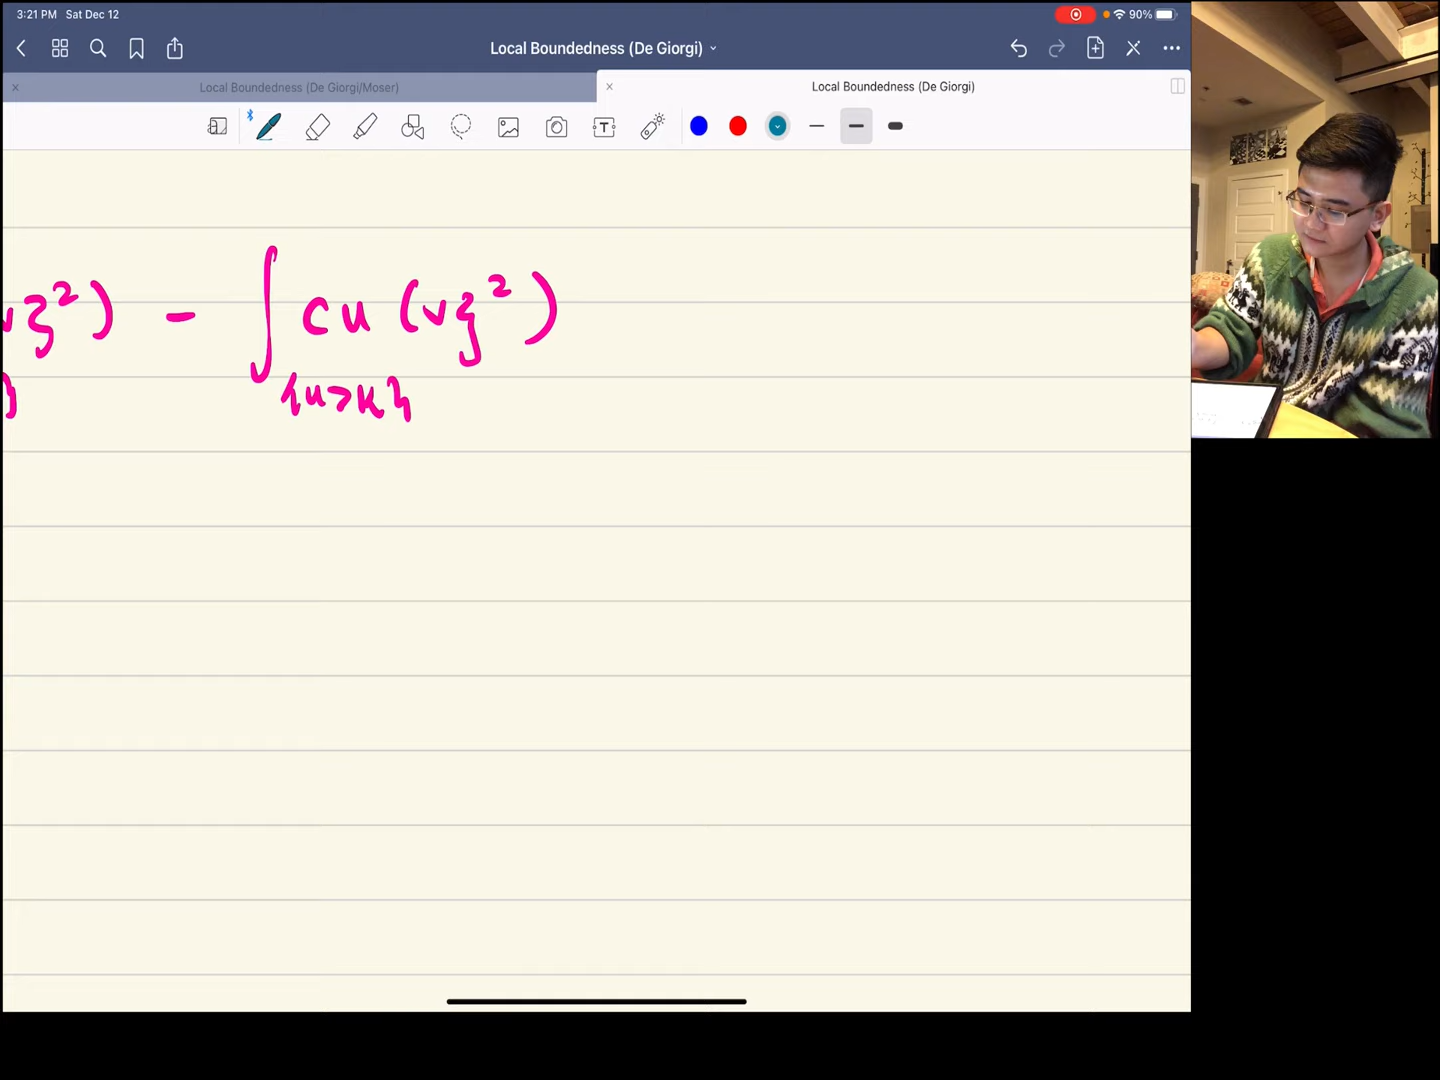 3:21 PM Sat Dec 12 90%
Local Boundedness (De Giorgi)
Local Boundedness (De Giorgi/Moser) Local Boundedness (De Giorgi)
vξ²) - ∫ cu (vξ²)
} {u>k}